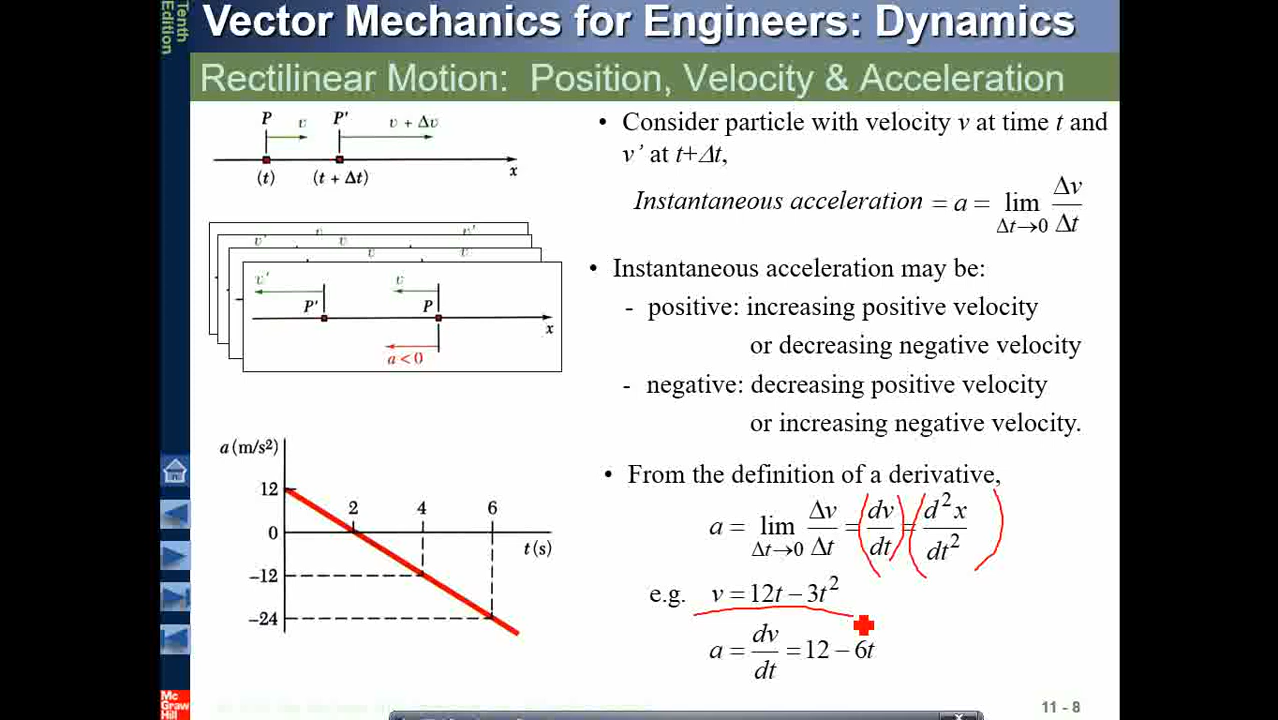 Tenth
Edition
Vector Mechanics for Engineers: Dynamics
Rectilinear Motion: Position, Velocity & Acceleration
P v P' v + Δv
(t) (t + Δt) x
v v'
v' v v
v v
v' v
P' P
x
a < 0
a (m/s²)
12 2 4 6
0 t (s)
−12
−24
• Consider particle with velocity v at time t and
v' at t+Δt,
Instantaneous acceleration = a = lim Δt→0 Δv/Δt
• Instantaneous acceleration may be:
- positive: increasing positive velocity
or decreasing negative velocity
- negative: decreasing positive velocity
or increasing negative velocity.
• From the definition of a derivative,
a = lim Δt→0 Δv/Δt = dv/dt = d²x/dt²
e.g. v = 12t − 3t²
a = dv/dt = 12 − 6t
Mc
Graw
Hill
11 - 8